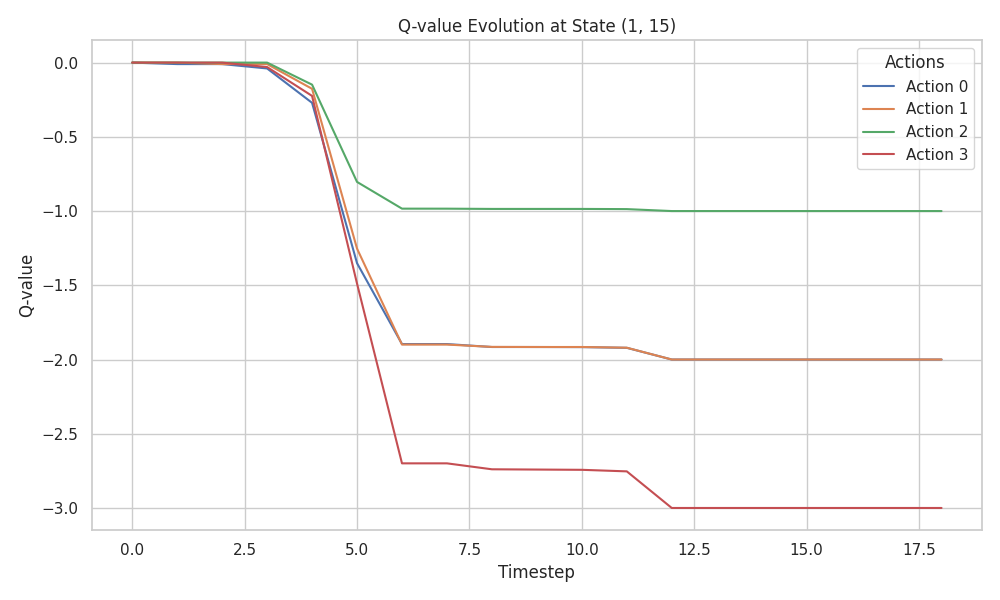 Q-value Evolution at State (1, 15)
Actions
Action 0
Action 1
Action 2
Action 3
Q-value
0.0
−0.5
−1.0
−1.5
−2.0
−2.5
−3.0
0.0 2.5 5.0 7.5 10.0 12.5 15.0 17.5
Timestep